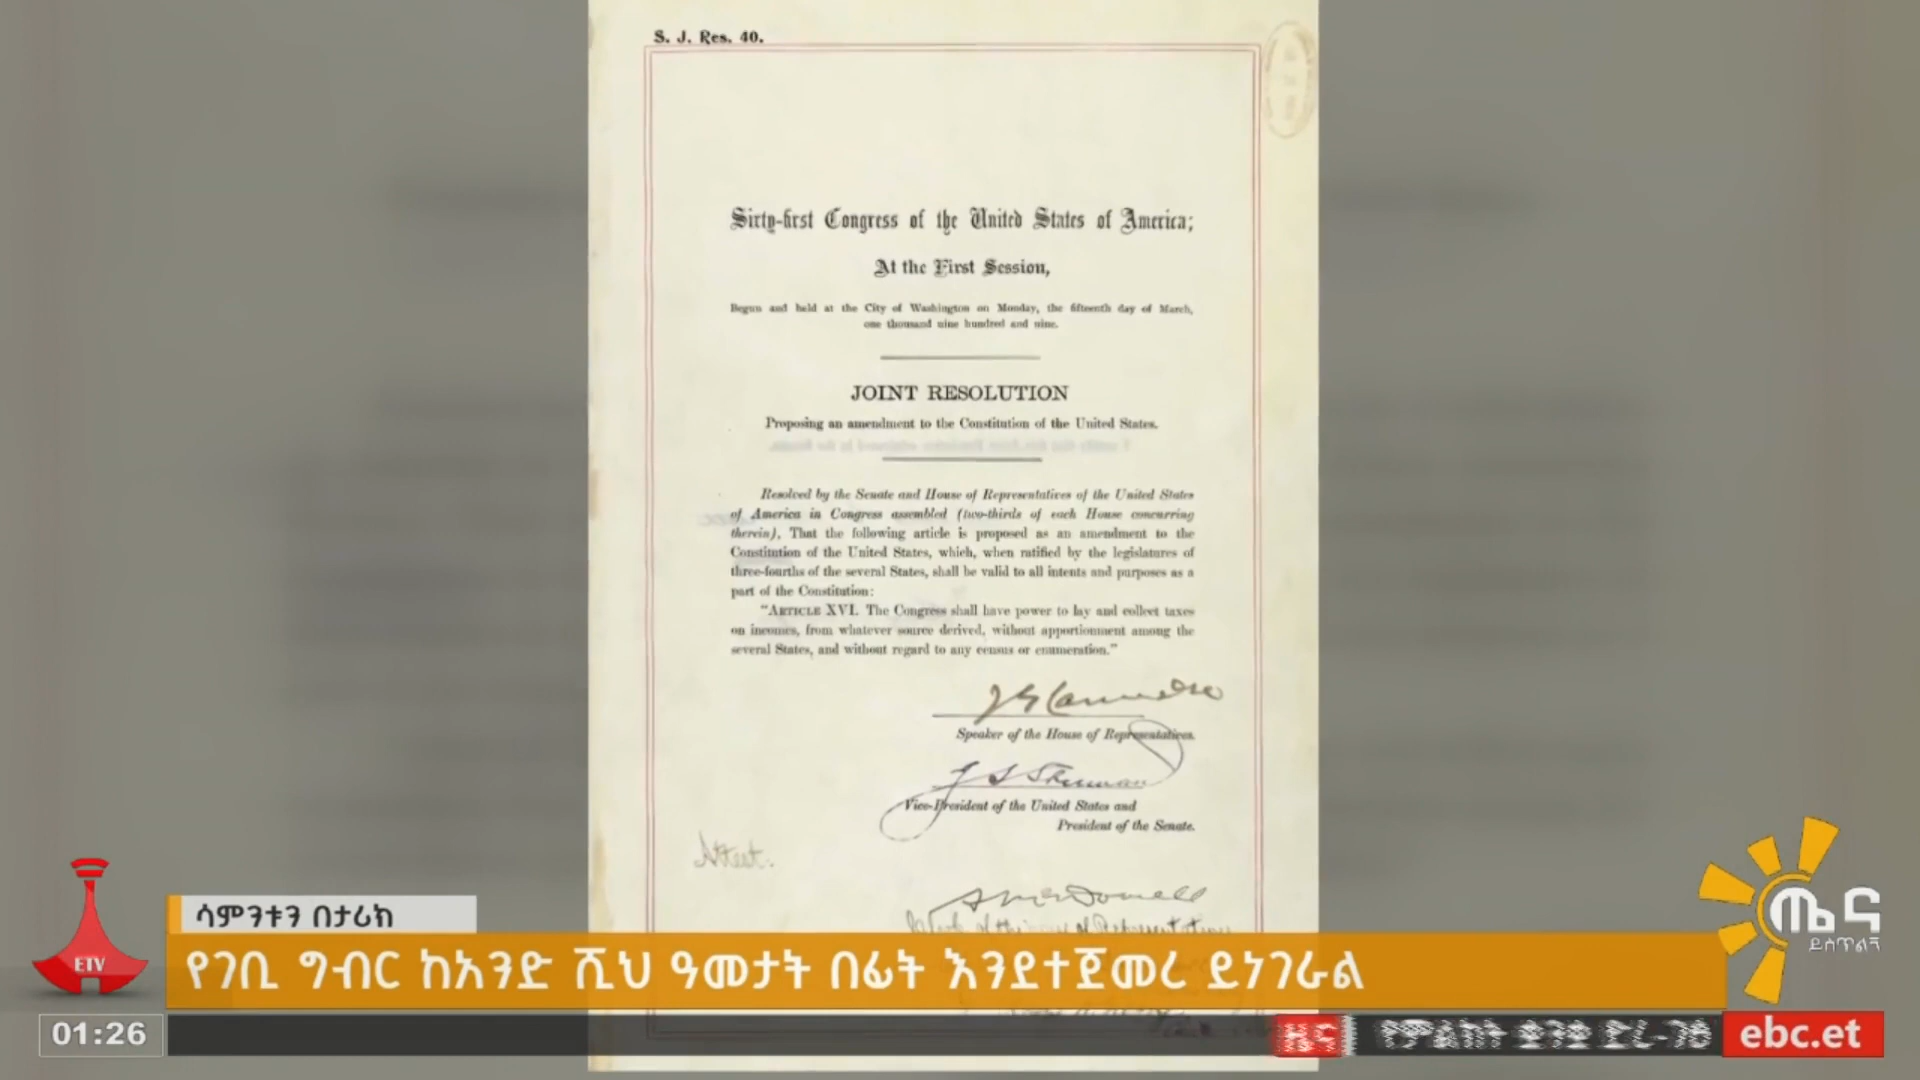 S. J. Res. 40.
Sixty-first Congress of the United States of America;
At the First Session,
Begun and held at the City of Washington on Monday, the fifteenth day of March,
one thousand nine hundred and nine.
JOINT RESOLUTION
Proposing an amendment to the Constitution of the United States.
Resolved by the Senate and House of Representatives of the United States
of America in Congress assembled (two-thirds of each House concurring
therein), That the following article is proposed as an amendment to the
Constitution of the United States, which, when ratified by the legislatures of
three-fourths of the several States, shall be valid to all intents and purposes as a
part of the Constitution:
"ARTICLE XVI. The Congress shall have power to lay and collect taxes
on incomes, from whatever source derived, without apportionment among the
several States, and without regard to any census or enumeration."
Speaker of the House of Representatives.
J S Sherman
Vice-President of the United States and
President of the Senate.
Attest.
ሳምንቱን በታሪክ
የገቢ ግብር ከአንድ ሺህ ዓመታት በፊት እንደተጀመረ ይነገራል
ETV
ጤና
ይስጥልኝ
01:26
ebc.et